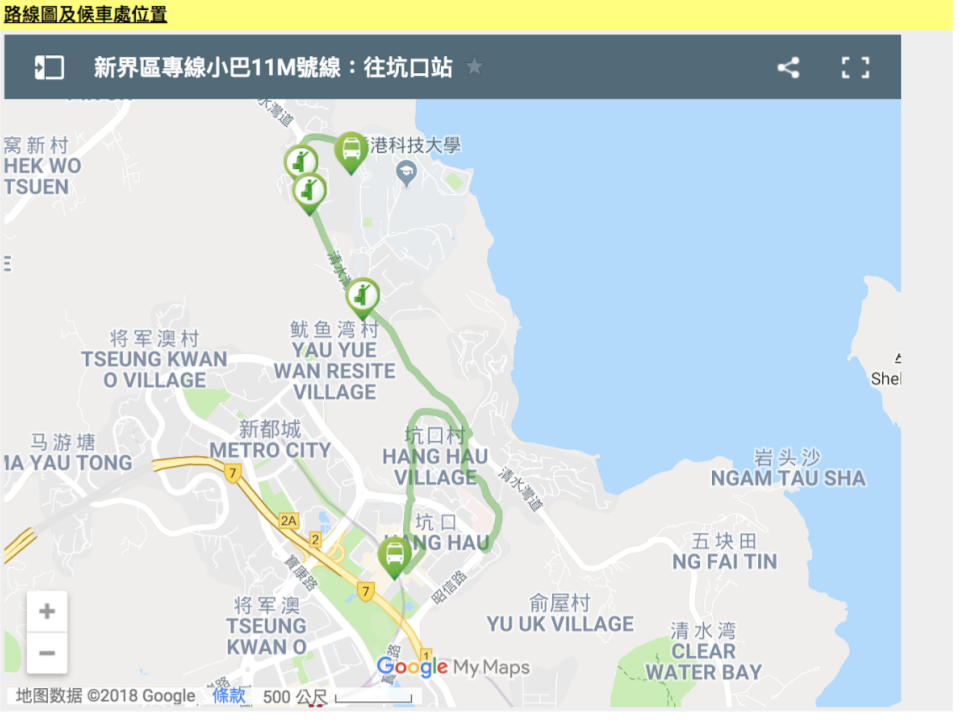 路線圖及候車處位置
新界區專線小巴11M號線：往坑口站
水灣道
窩新村
HEK WO
TSUEN
港科技大學
清水灣
将军澳村
TSEUNG KWAN
O VILLAGE
鱿鱼湾村
YAU YUE
WAN RESITE
VILLAGE
Shel
马游塘
1A YAU TONG
新都城
METRO CITY
坑口村
HANG HAU
VILLAGE
清水灣道
岩头沙
NGAM TAU SHA
7
2A
2
坑口
HANG HAU
五块田
NG FAI TIN
寶康路
7
昭信路
将军澳
TSEUNG
KWAN O
俞屋村
YU UK VILLAGE
清水湾
CLEAR
WATER BAY
1
+
−
Google My Maps
地图数据 ©2018 Google 條款 500 公尺